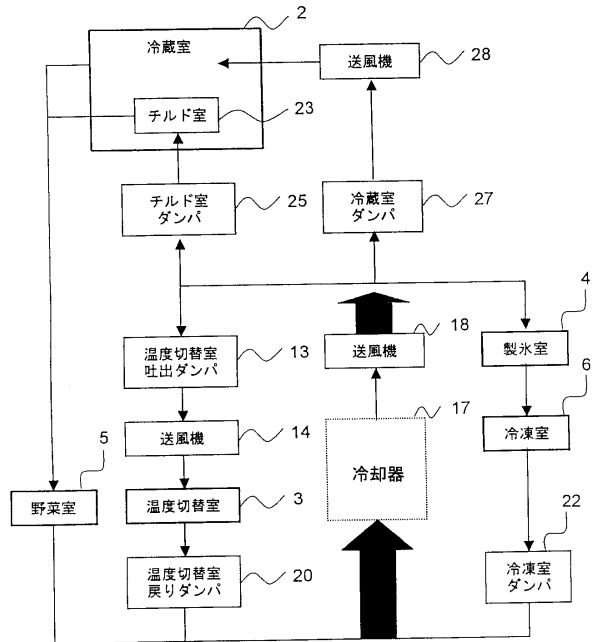 2
冷蔵室
送風機
28
チルド室
23
チルド室
ダンパ
25
冷蔵室
ダンパ
27
4
18
温度切替室
吐出ダンパ
13
送風機
製氷室
6
17
送風機
14
冷凍室
5
冷却器
野菜室
温度切替室
3
22
温度切替室
戻りダンパ
20
冷凍室
ダンパ